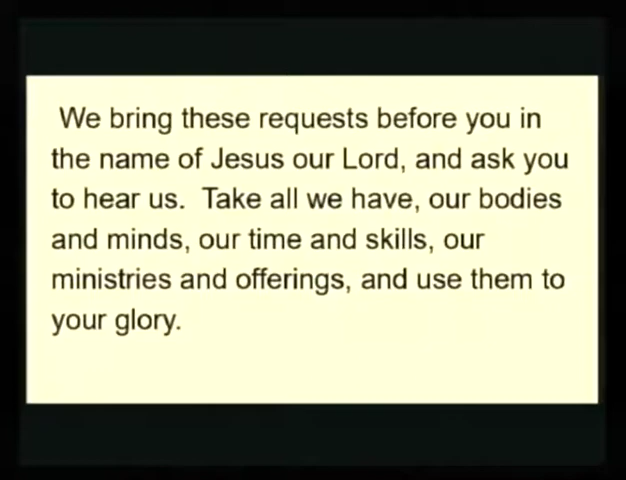 We bring these requests before you in
the name of Jesus our Lord, and ask you
to hear us.  Take all we have, our bodies
and minds, our time and skills, our
ministries and offerings, and use them to
your glory.